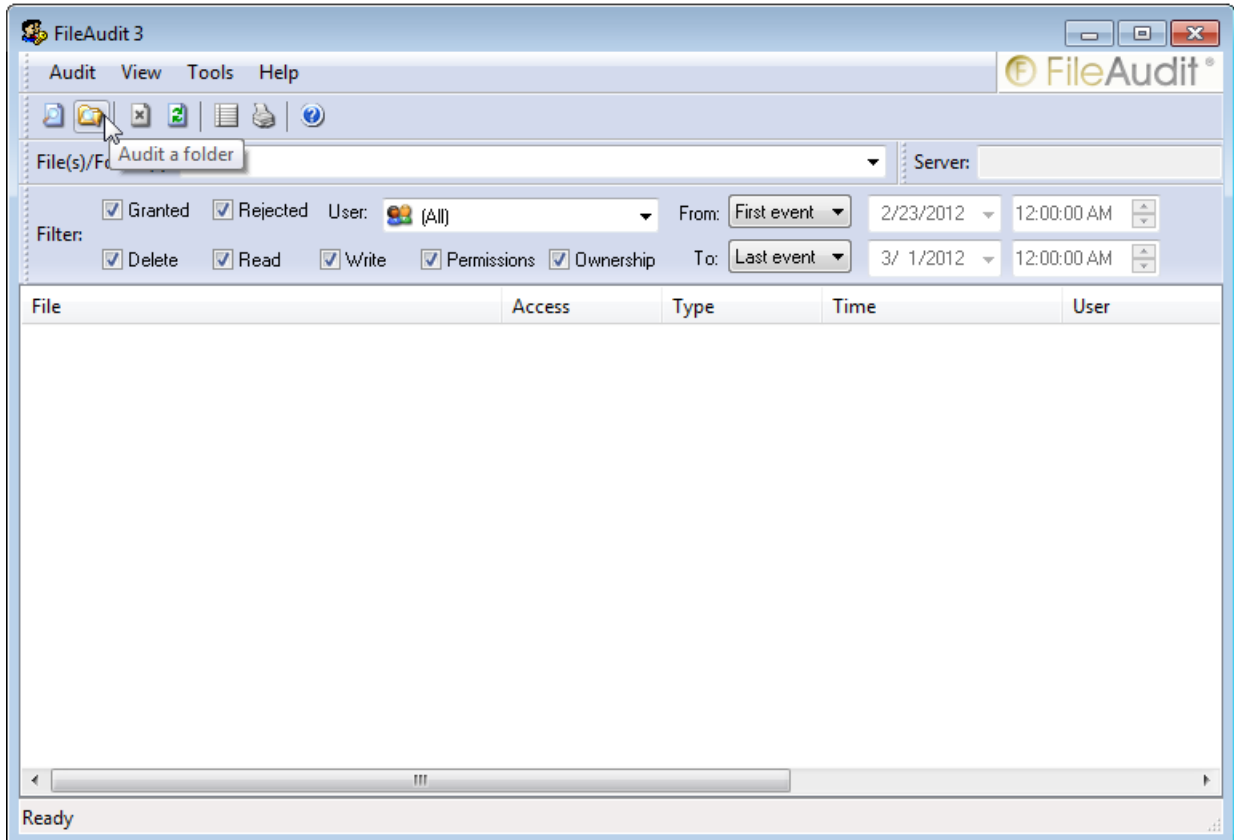 FileAudit 3
Audit View Tools Help
F FileAudit ®
Audit a folder
File(s)/Fo
Server:
Filter:
Granted Rejected User: (All) From: First event 2/23/2012 12:00:00 AM
Delete Read Write Permissions Ownership To: Last event 3/ 1/2012 12:00:00 AM
File Access Type Time User
Ready